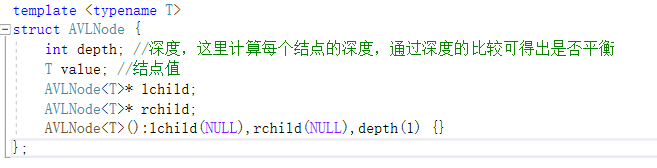 template <typename T>
struct AVLNode {
int depth; //深度，这里计算每个结点的深度，通过深度的比较可得出是否平衡
T value; //结点值
AVLNode<T>* lchild;
AVLNode<T>* rchild;
AVLNode<T>():lchild(NULL),rchild(NULL),depth(1) {}
};